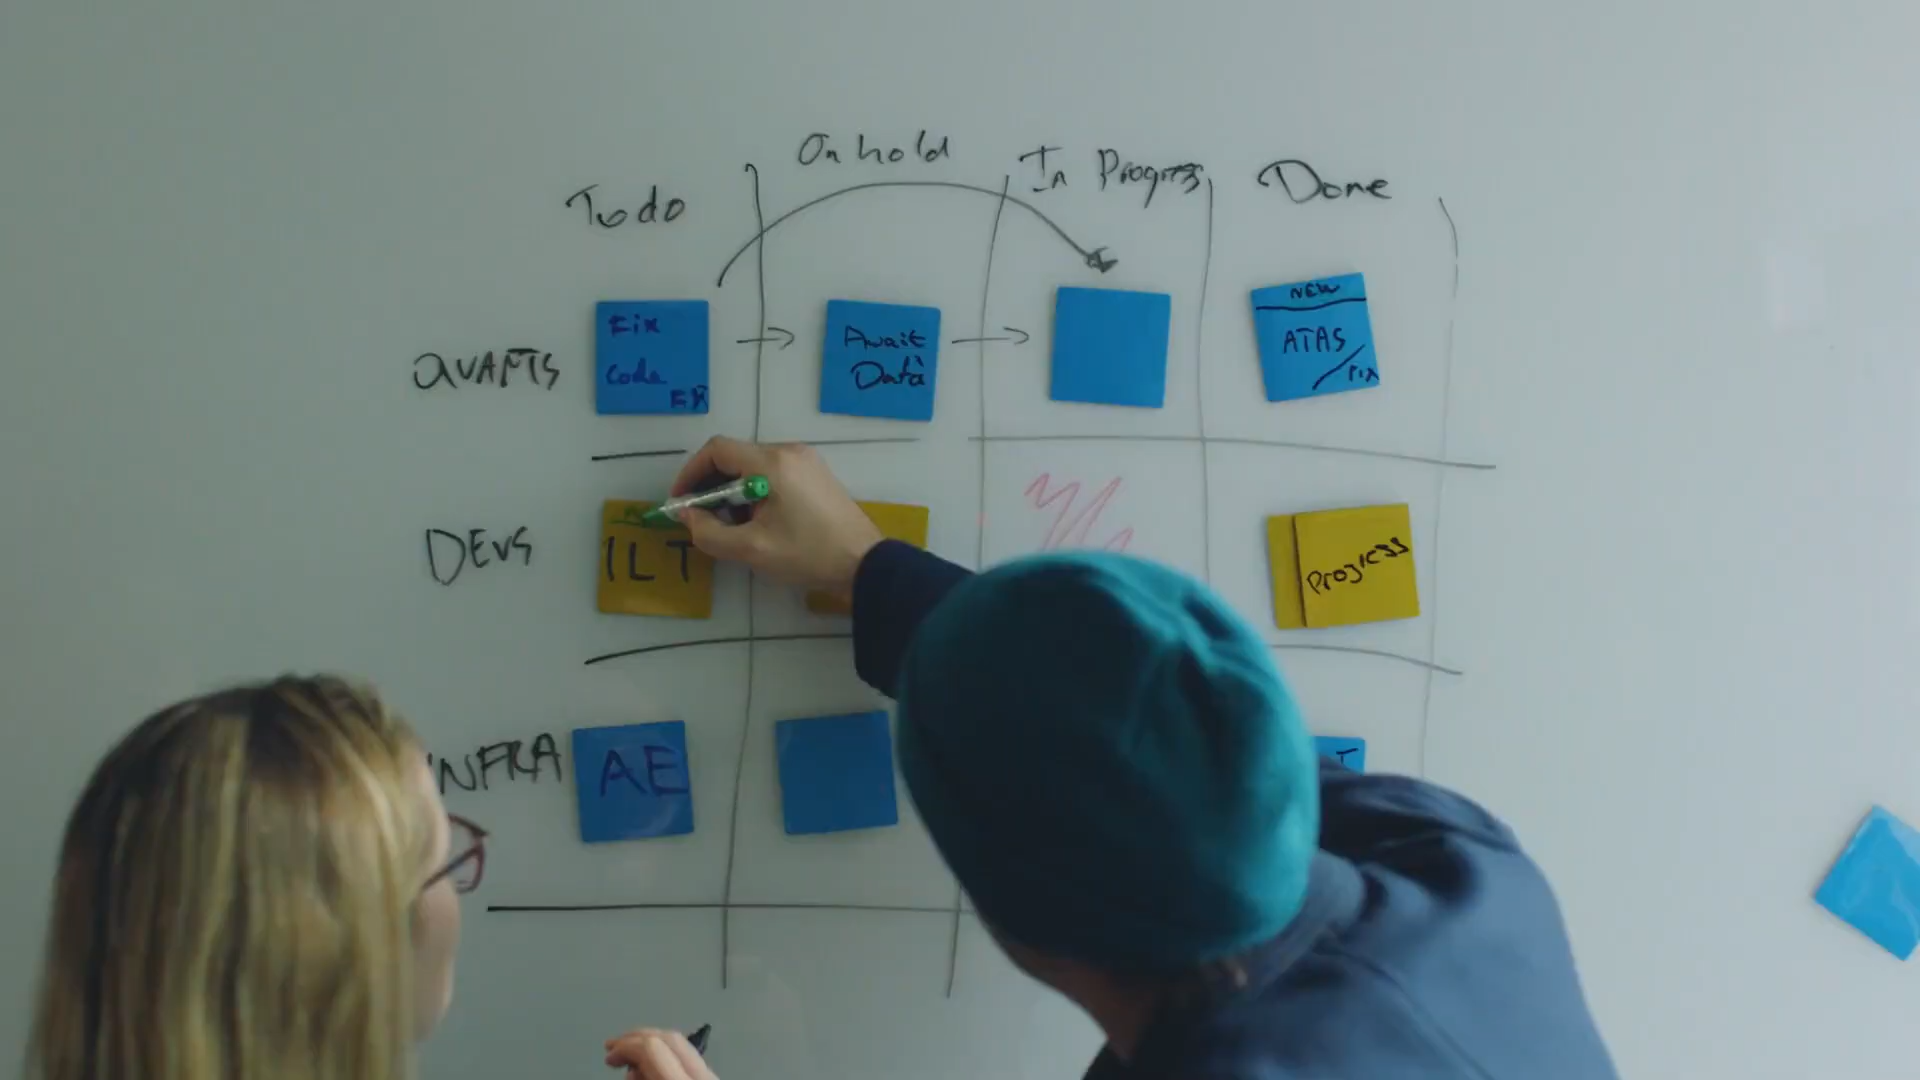 On hold
In Progress
Todo
Done
QUANTS
Fix
Code
Await
Data
NEW
ATAS
/FIX
DEVS
ILT
Progress
INFRA
AE